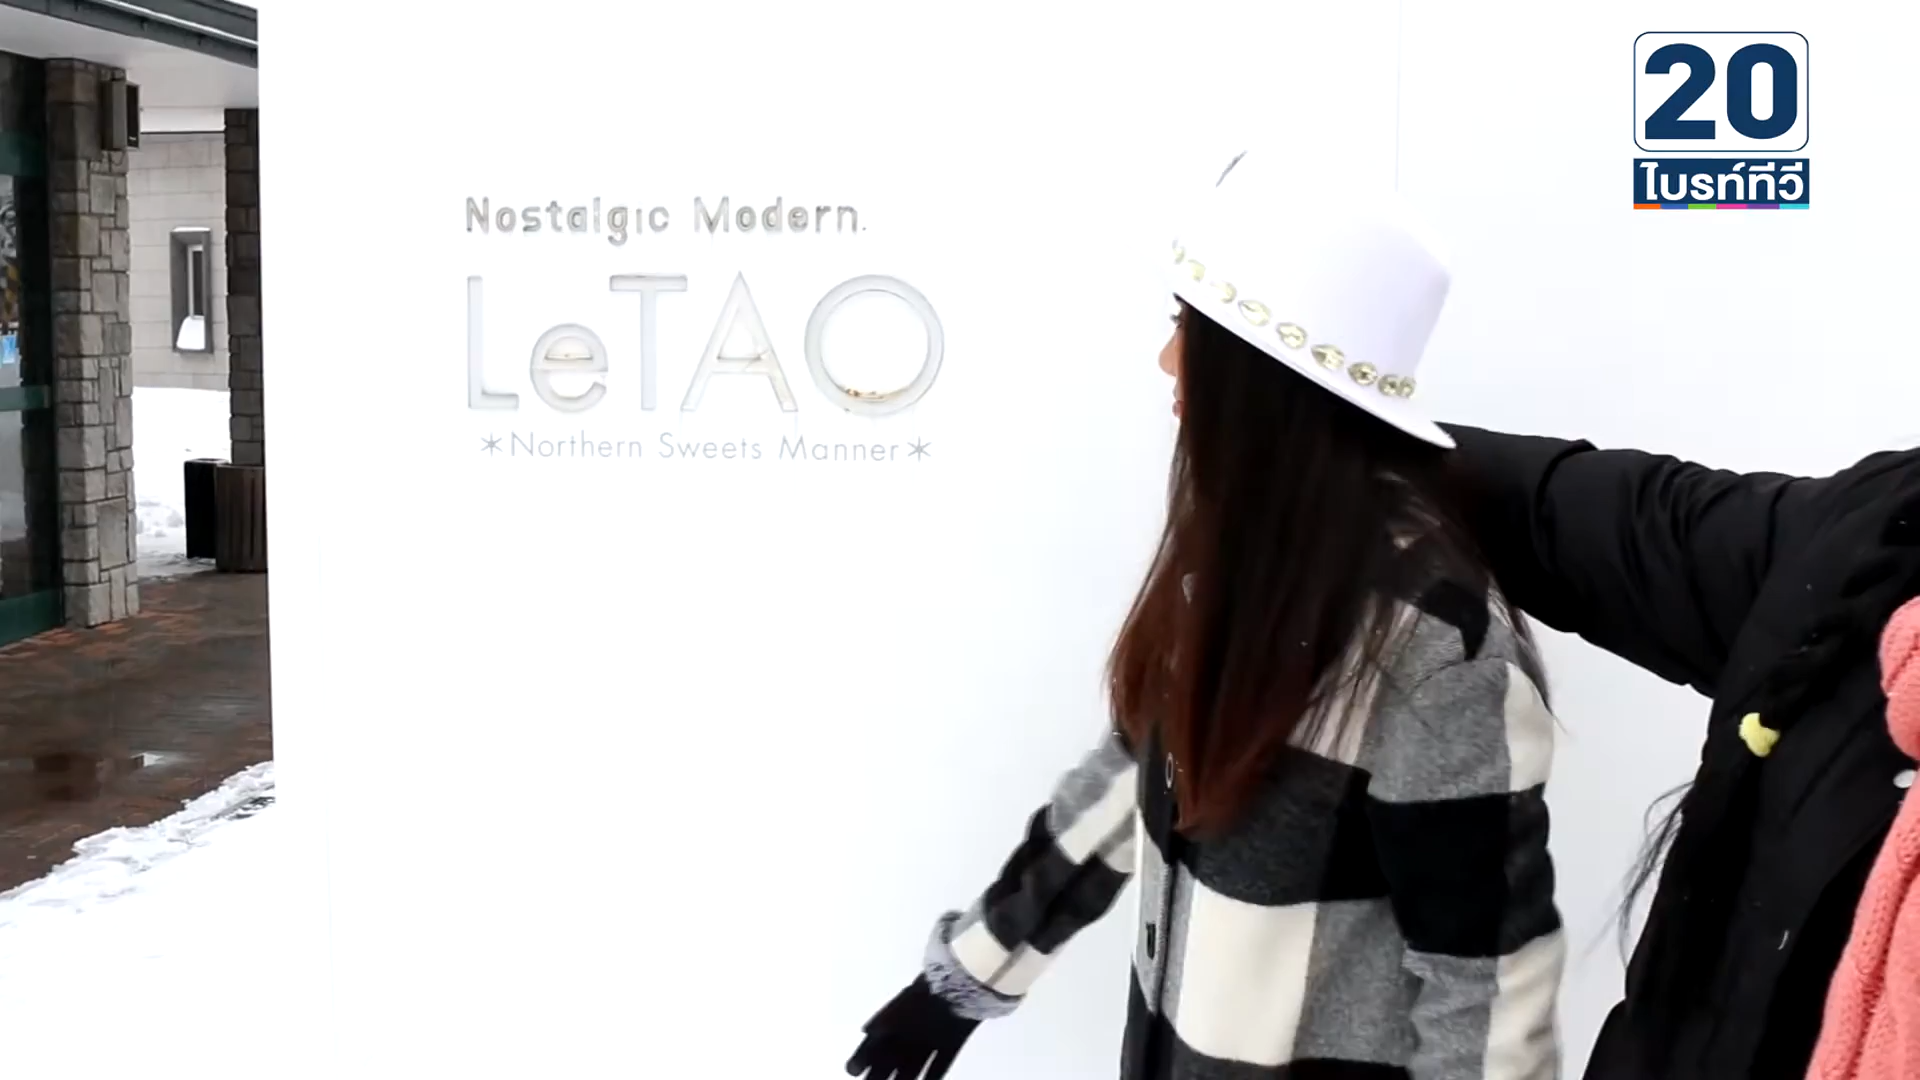 Nostalgic Modern.
LeTAO
*Northern Sweets Manner*
20
ไบรท์ทีวี